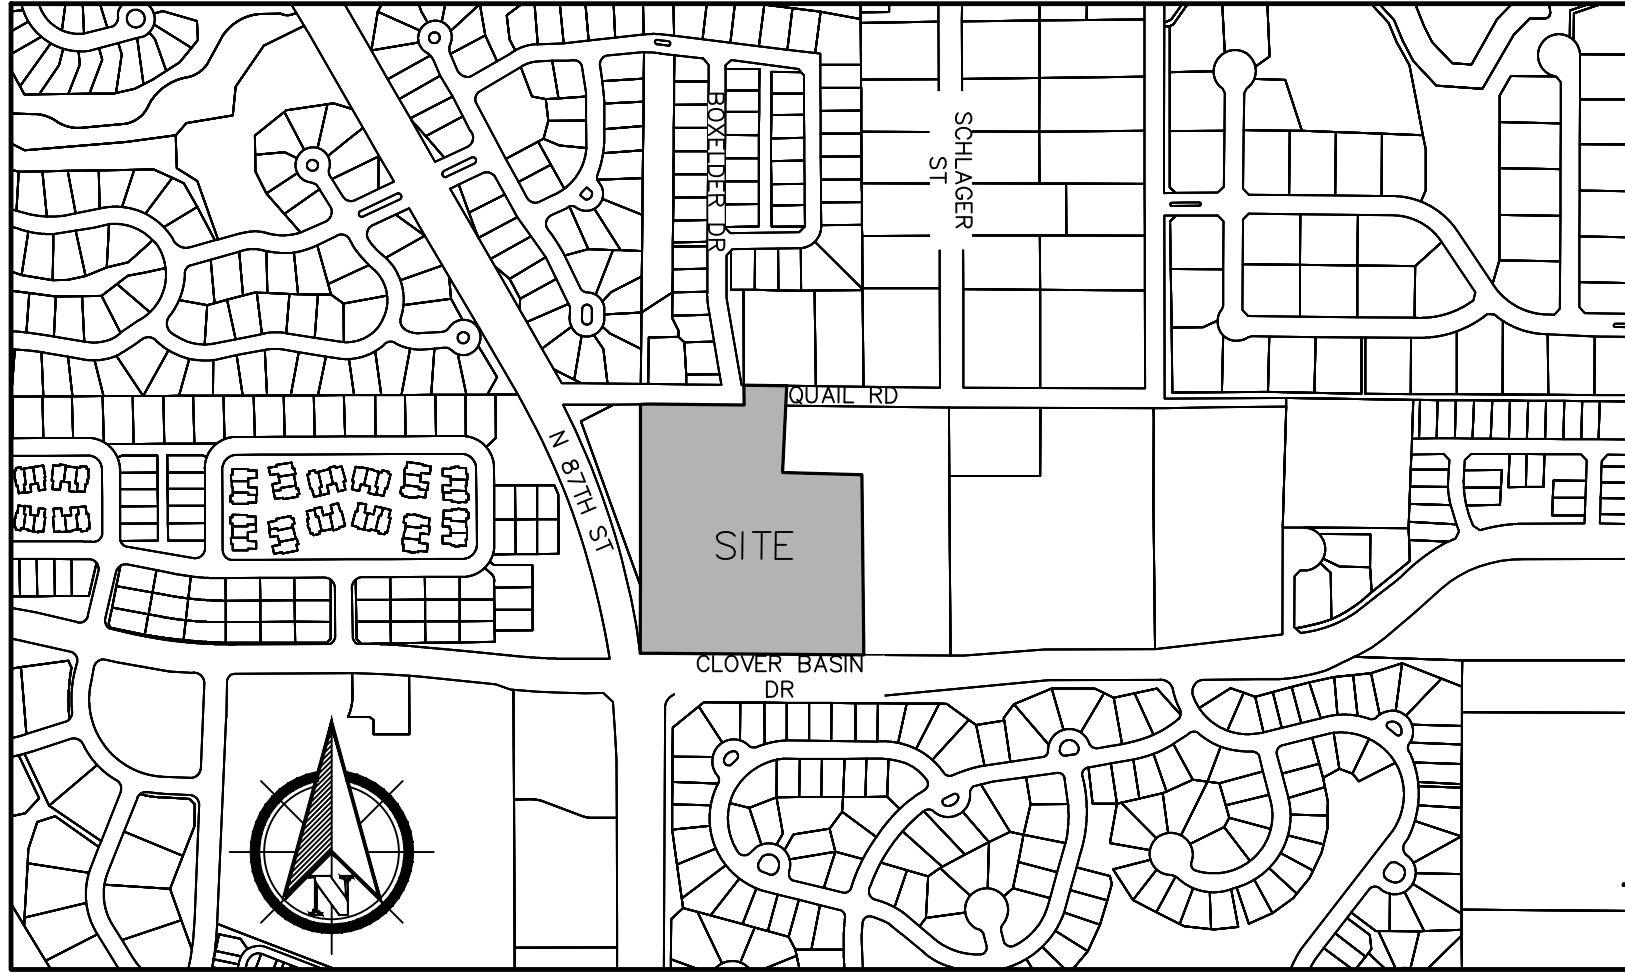 BOXELDER DR
SCHLAGER
ST
QUAIL RD
N 87TH ST
SITE
CLOVER BASIN
DR
N